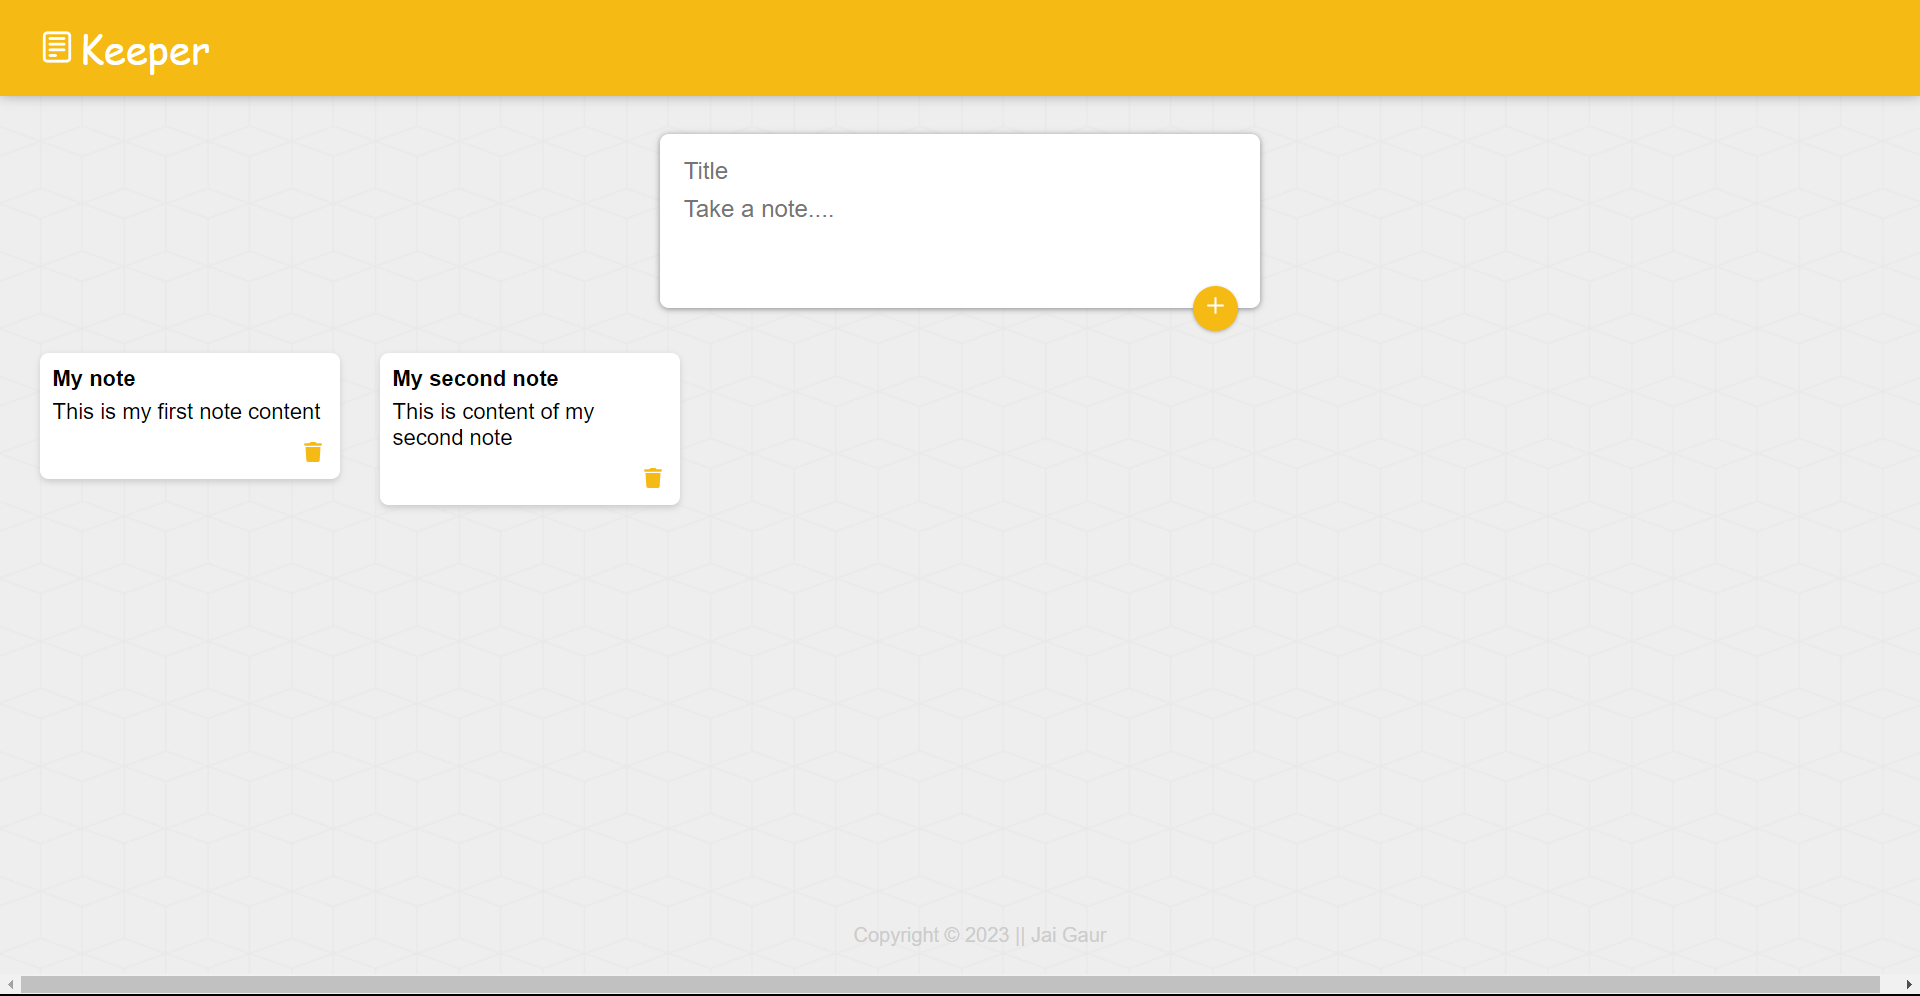 Keeper
Title
Take a note....
My note
This is my first note content
My second note
This is content of my
second note
Copyright © 2023 || Jai Gaur